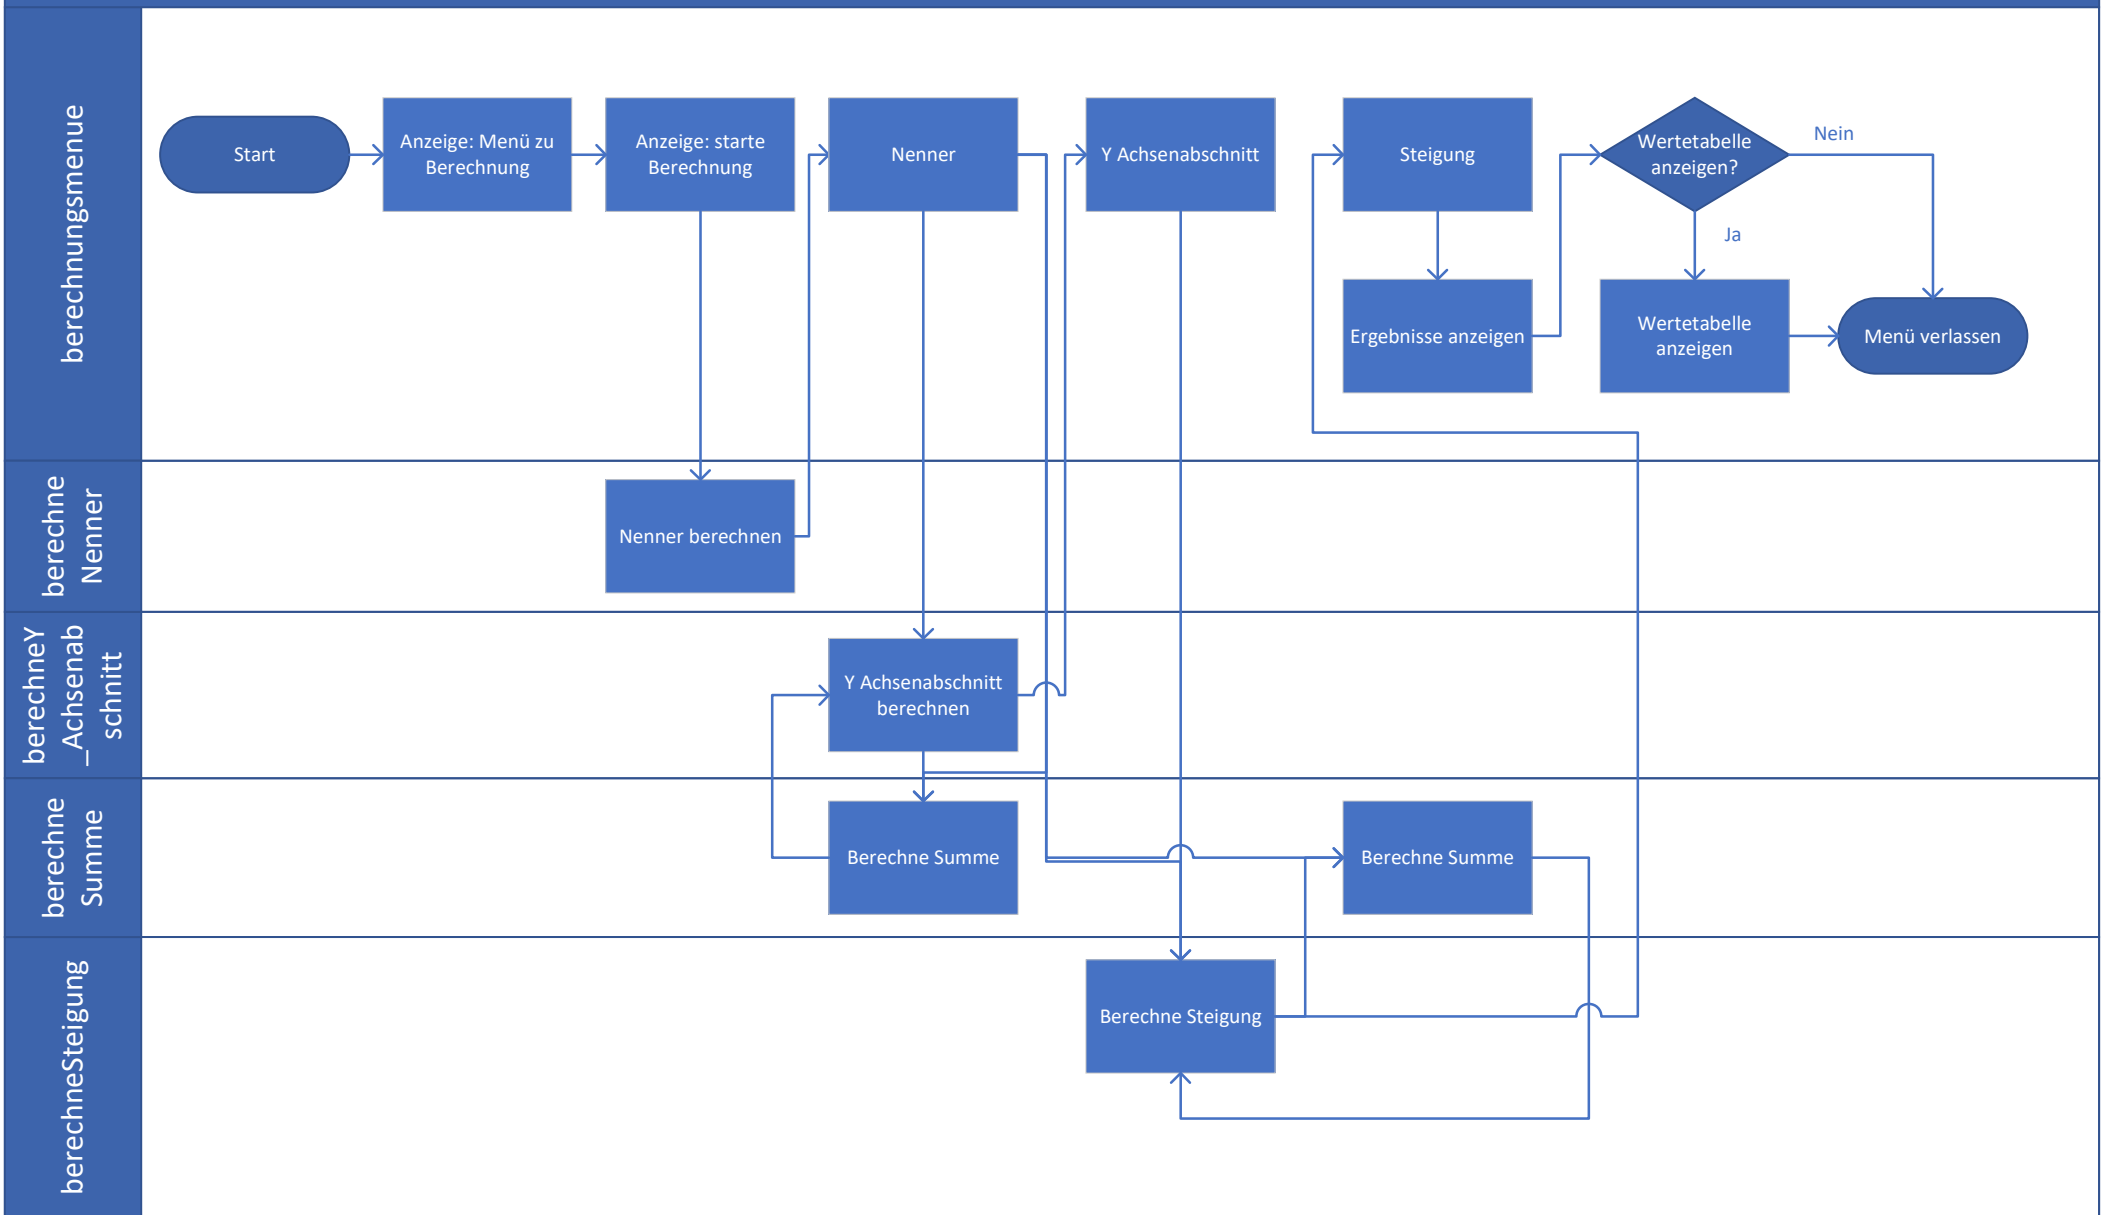 berechnungsmenue
Start
Anzeige: Menü zu
Berechnung
Anzeige: starte
Berechnung
Nenner
Y Achsenabschnitt
Steigung
Wertetabelle
anzeigen?
Nein
Ja
Ergebnisse anzeigen
Wertetabelle
anzeigen
Menü verlassen
berechne
Nenner
Nenner berechnen
berechneY
_Achsenab
schnitt
Y Achsenabschnitt
berechnen
berechne
Summe
Berechne Summe
Berechne Summe
berechneSteigung
Berechne Steigung